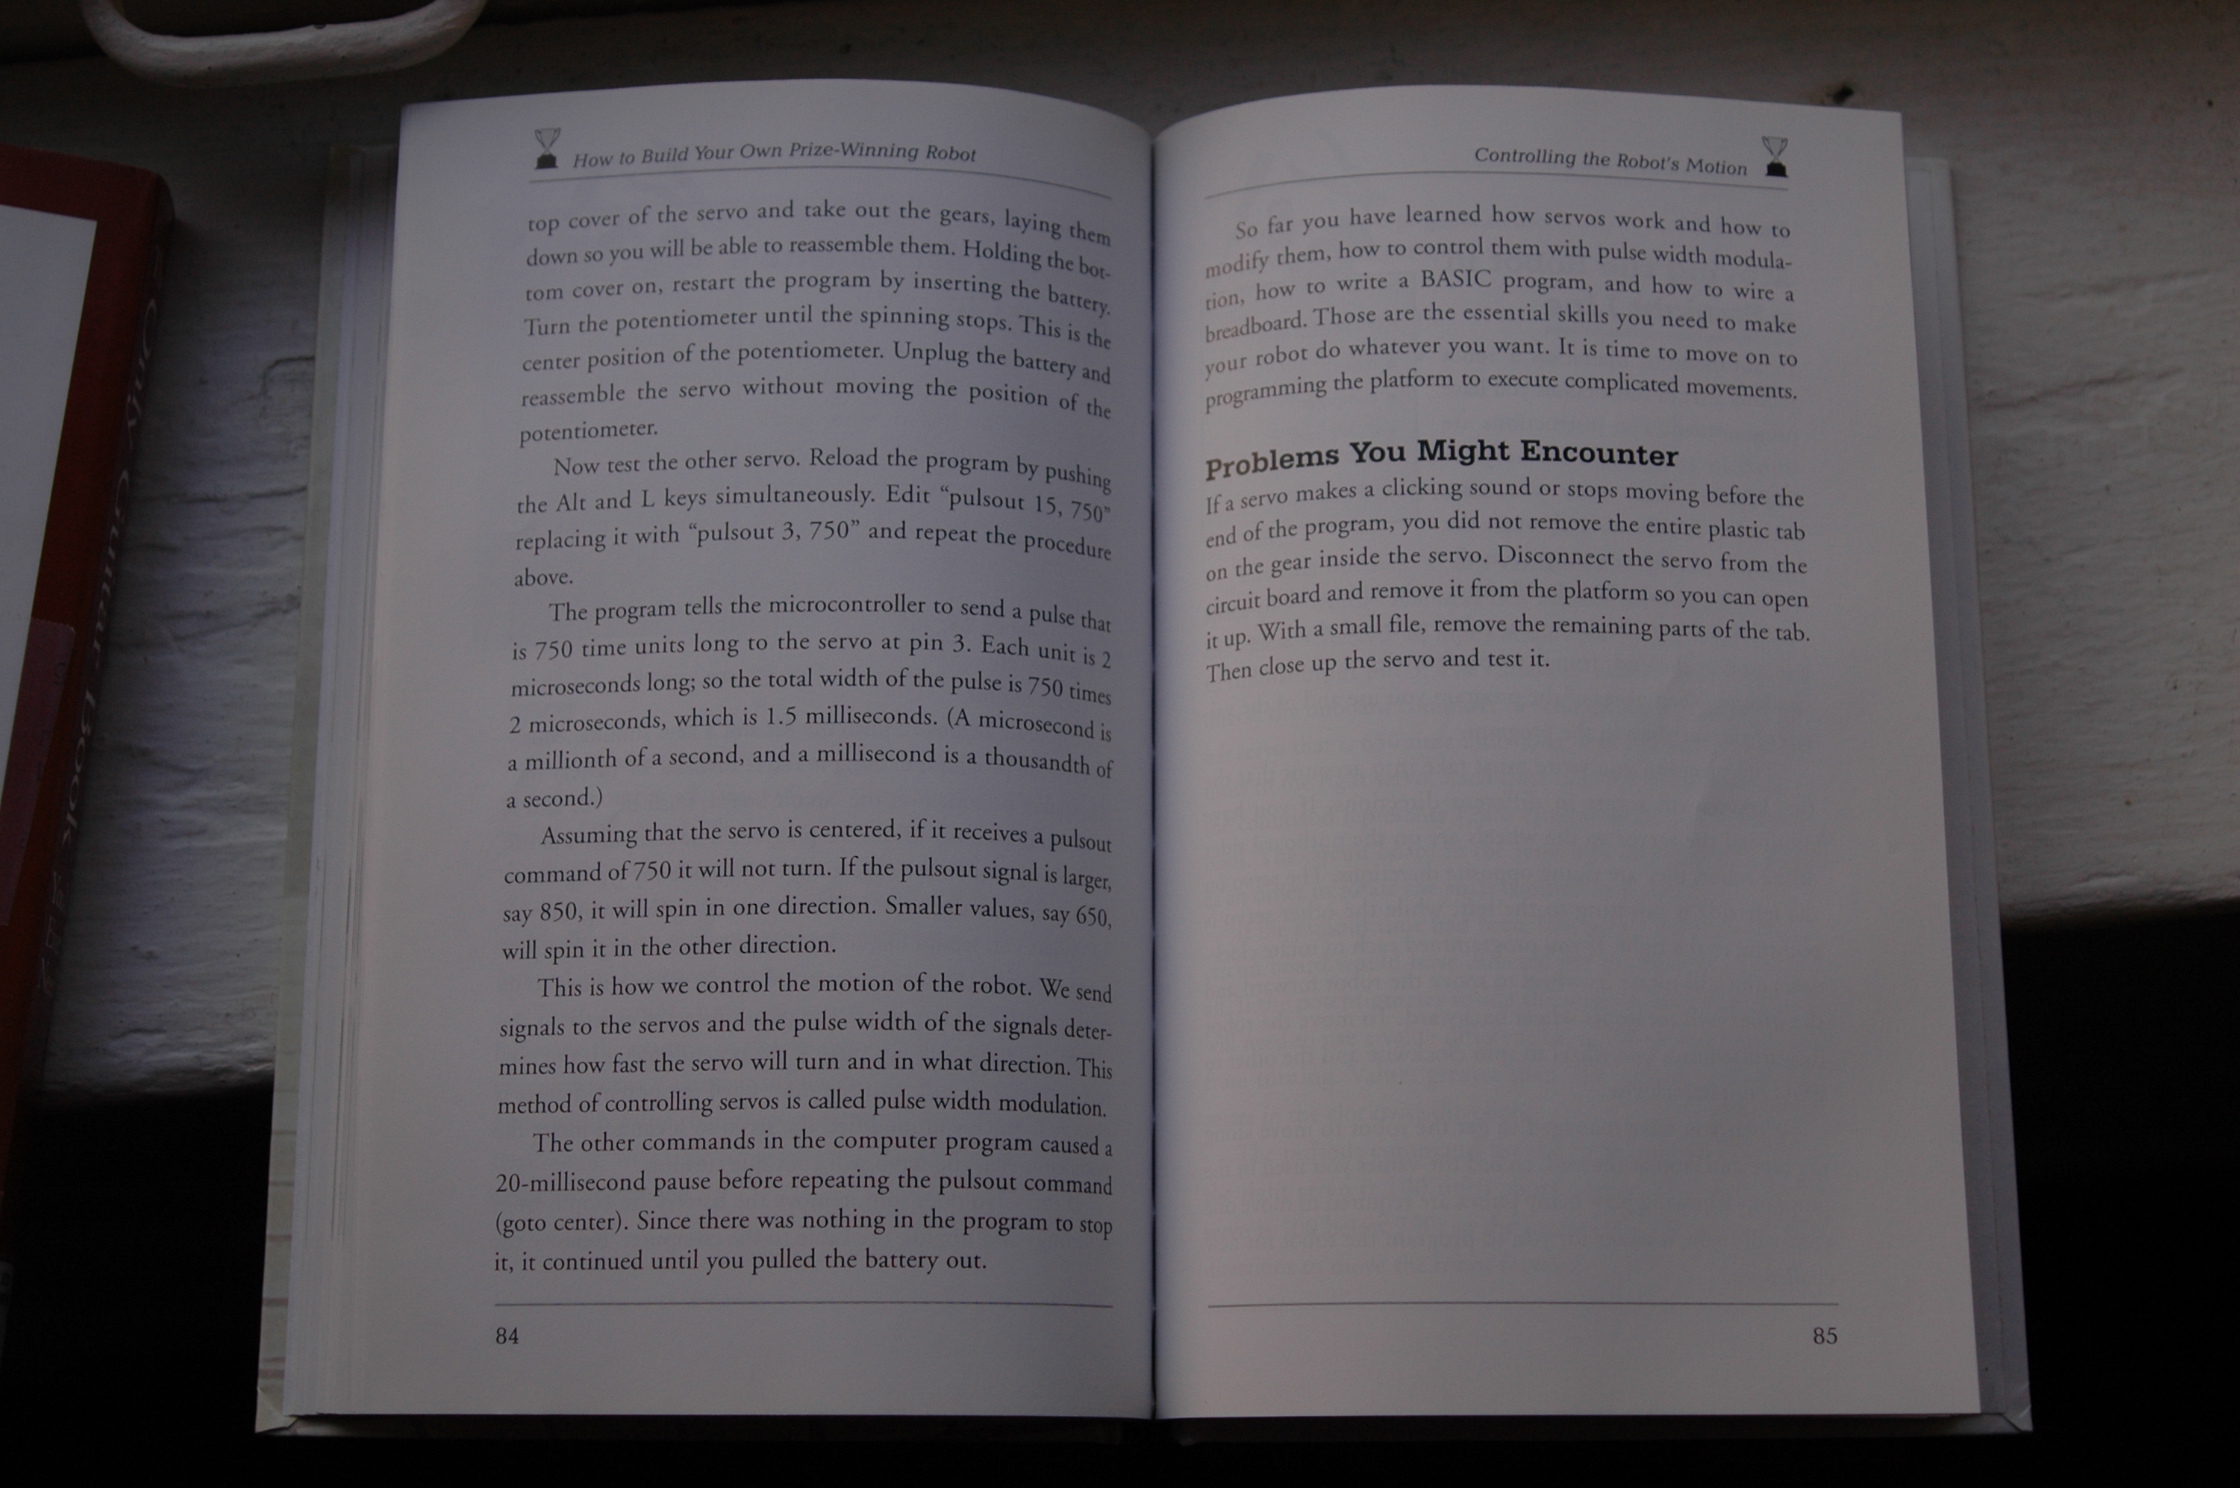 How to Build Your Own Prize-Winning Robot
top cover of the servo and take out the gears, laying them
down so you will be able to reassemble them. Holding the bot-
tom cover on, restart the program by inserting the battery.
Turn the potentiometer until the spinning stops. This is the
center position of the potentiometer. Unplug the battery and
reassemble the servo without moving the position of the
potentiometer.
Now test the other servo. Reload the program by pushing
the Alt and L keys simultaneously. Edit “pulsout 15, 750”
replacing it with “pulsout 3, 750” and repeat the procedure
above.
The program tells the microcontroller to send a pulse that
is 750 time units long to the servo at pin 3. Each unit is 2
microseconds long; so the total width of the pulse is 750 times
2 microseconds, which is 1.5 milliseconds. (A microsecond is
a millionth of a second, and a millisecond is a thousandth of
a second.)
Assuming that the servo is centered, if it receives a pulsout
command of 750 it will not turn. If the pulsout signal is larger,
say 850, it will spin in one direction. Smaller values, say 650,
will spin it in the other direction.
This is how we control the motion of the robot. We send
signals to the servos and the pulse width of the signals deter-
mines how fast the servo will turn and in what direction. This
method of controlling servos is called pulse width modulation.
The other commands in the computer program caused a
20-millisecond pause before repeating the pulsout command
(goto center). Since there was nothing in the program to stop
it, it continued until you pulled the battery out.
84
Controlling the Robot's Motion
So far you have learned how servos work and how to
modify them, how to control them with pulse width modula-
tion, how to write a BASIC program, and how to wire a
breadboard. Those are the essential skills you need to make
your robot do whatever you want. It is time to move on to
programming the platform to execute complicated movements.
Problems You Might Encounter
If a servo makes a clicking sound or stops moving before the
end of the program, you did not remove the entire plastic tab
on the gear inside the servo. Disconnect the servo from the
circuit board and remove it from the platform so you can open
it up. With a small file, remove the remaining parts of the tab.
Then close up the servo and test it.
85
Only Guitar Book